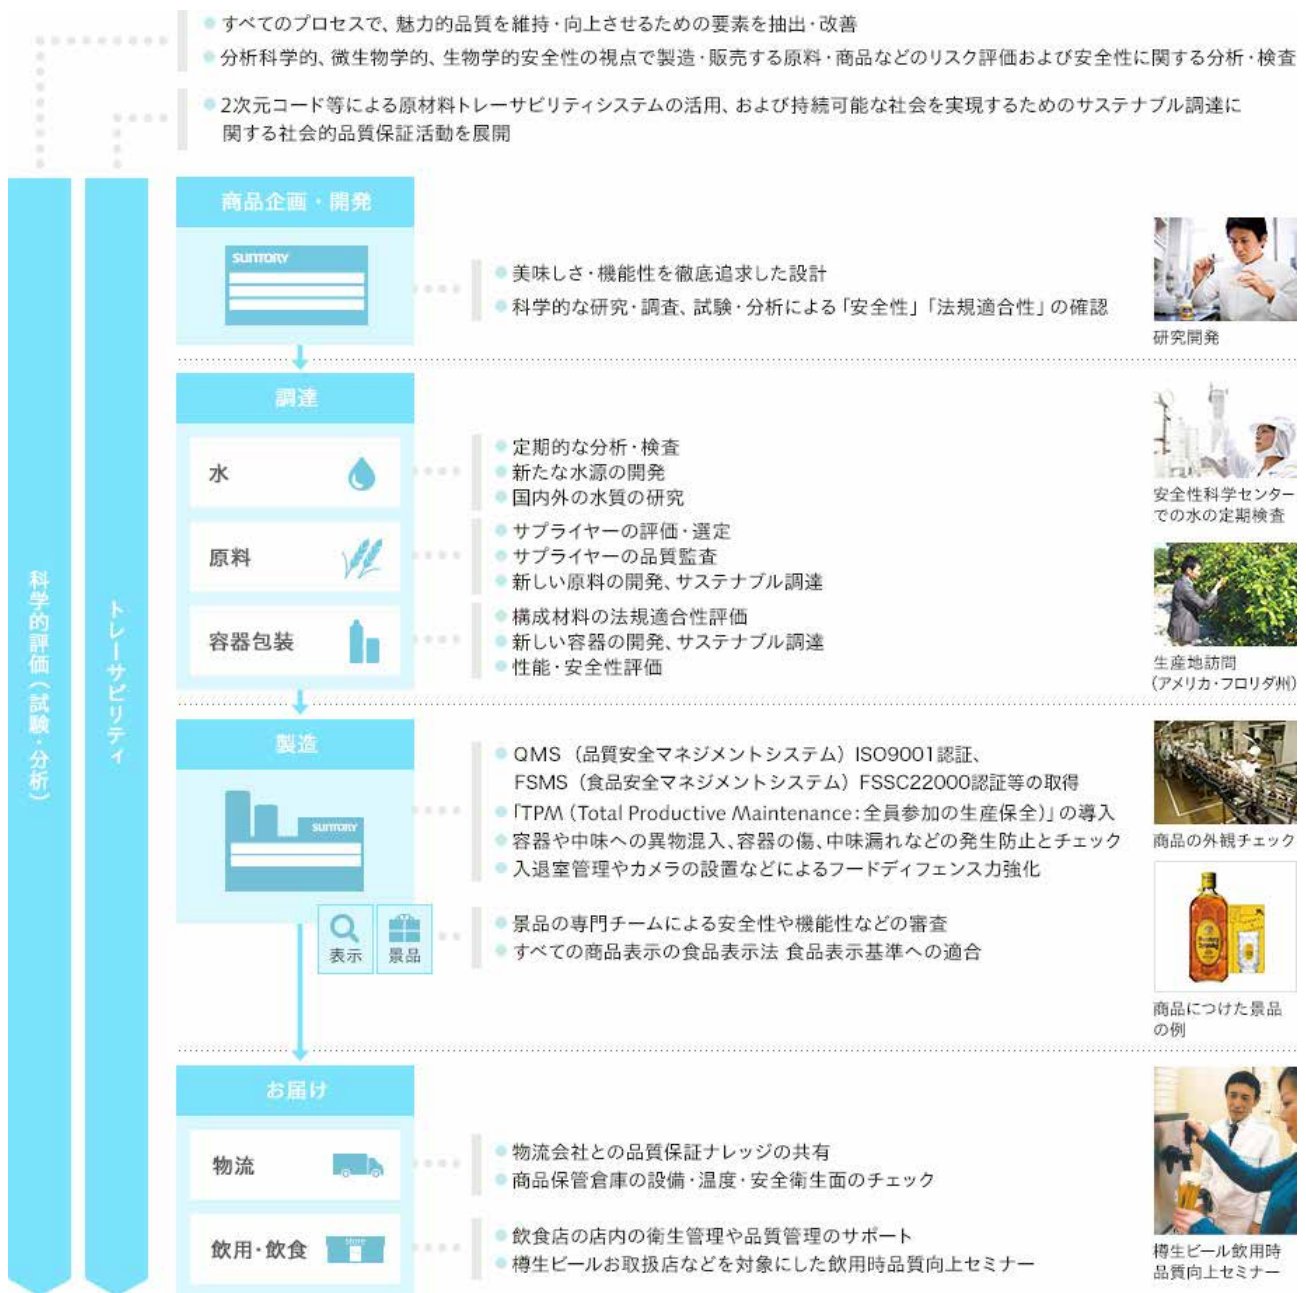 すべてのプロセスで、魅力的品質を維持・向上させるための要素を抽出・改善
分析科学的、微生物学的、生物学的安全性の視点で製造・販売する原料・商品などのリスク評価および安全性に関する分析・検査
2次元コード等による原材料トレーサビリティシステムの活用、および持続可能な社会を実現するためのサステナブル調達に
関する社会的品質保証活動を展開
科学的評価(試験・分析)
トレーサビリティ
商品企画・開発
SUNTORY
美味しさ・機能性を徹底追求した設計
科学的な研究・調査、試験・分析による「安全性」「法規適合性」の確認
研究開発
調達
水
定期的な分析・検査
新たな水源の開発
国内外の水質の研究
安全性科学センター
での水の定期検査
原料
サプライヤーの評価・選定
サプライヤーの品質監査
新しい原料の開発、サステナブル調達
容器包装
構成材料の法規適合性評価
新しい容器の開発、サステナブル調達
性能・安全性評価
生産地訪問
(アメリカ・フロリダ州)
製造
SUNTORY
QMS(品質安全マネジメントシステム)ISO9001認証、
FSMS(食品安全マネジメントシステム)FSSC22000認証等の取得
「TPM(Total Productive Maintenance:全員参加の生産保全)」の導入
容器や中味への異物混入、容器の傷、中味漏れなどの発生防止とチェック
入退室管理やカメラの設置などによるフードディフェンス力強化
商品の外観チェック
表示
景品
景品の専門チームによる安全性や機能性などの審査
すべての商品表示の食品表示法 食品表示基準への適合
商品につけた景品
の例
お届け
物流
物流会社との品質保証ナレッジの共有
商品保管倉庫の設備・温度・安全衛生面のチェック
飲用・飲食
store
飲食店の店内の衛生管理や品質管理のサポート
樽生ビールお取扱店などを対象にした飲用時品質向上セミナー
樽生ビール飲用時
品質向上セミナー